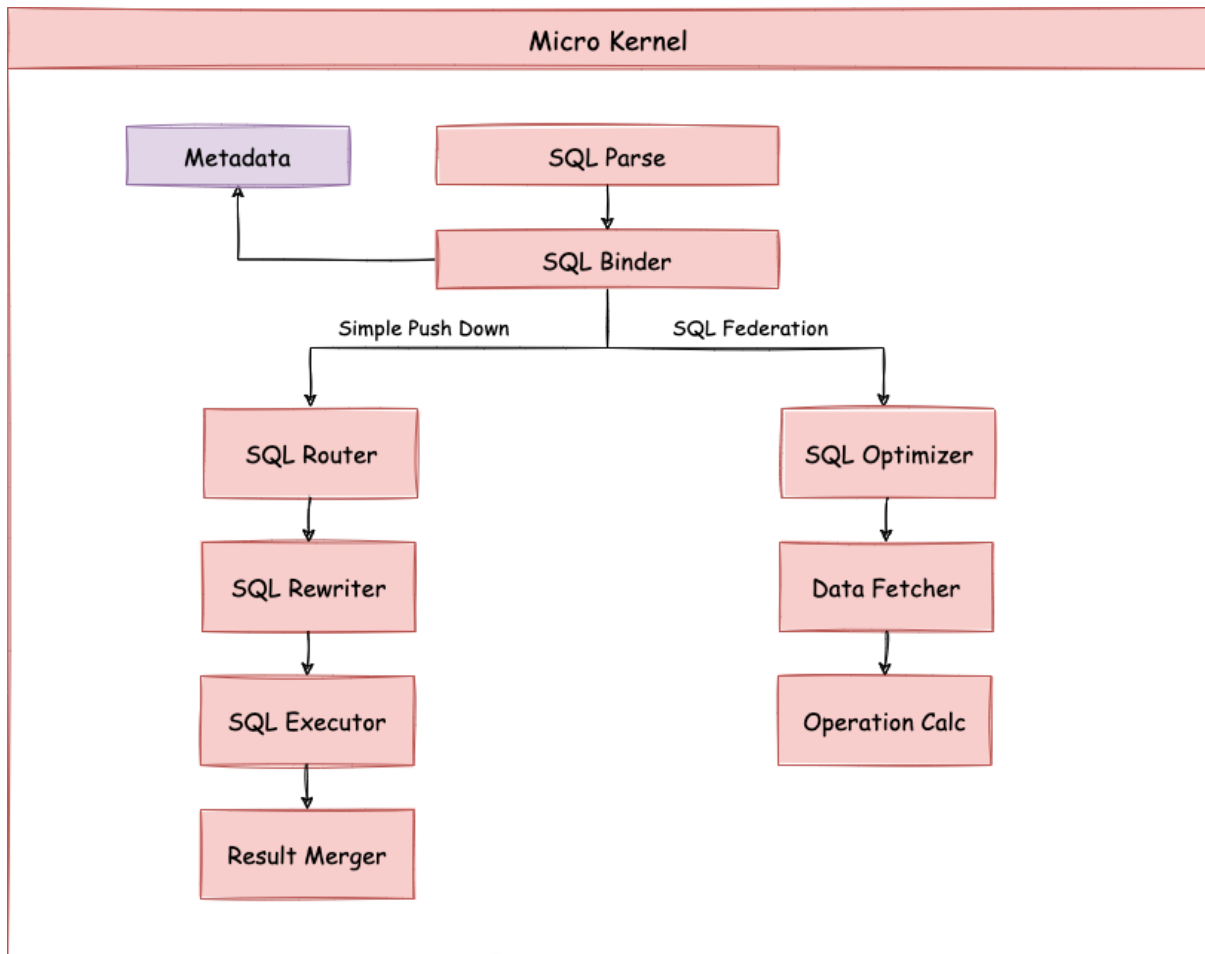 Micro Kernel
Metadata
SQL Parse
SQL Binder
Simple Push Down
SQL Federation
SQL Router
SQL Optimizer
SQL Rewriter
Data Fetcher
SQL Executor
Operation Calc
Result Merger